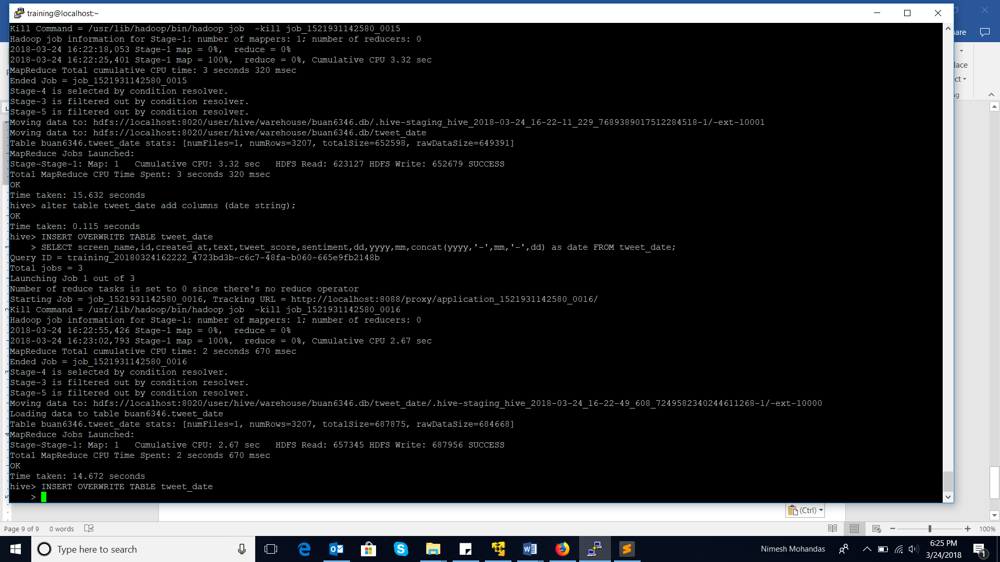 training@localhost:~
Kill Command = /usr/lib/hadoop/bin/hadoop job  -kill job_1521931142580_0015
Hadoop job information for Stage-1: number of mappers: 1; number of reducers: 0
2018-03-24 16:22:18,053 Stage-1 map = 0%,  reduce = 0%
2018-03-24 16:22:25,401 Stage-1 map = 100%,  reduce = 0%, Cumulative CPU 3.32 sec
MapReduce Total cumulative CPU time: 3 seconds 320 msec
Ended Job = job_1521931142580_0015
Stage-4 is selected by condition resolver.
Stage-3 is filtered out by condition resolver.
Stage-5 is filtered out by condition resolver.
Moving data to: hdfs://localhost:8020/user/hive/warehouse/buan6346.db/.hive-staging_hive_2018-03-24_16-22-11_229_7689389017512284518-1/-ext-10001
Moving data to: hdfs://localhost:8020/user/hive/warehouse/buan6346.db/tweet_date
Table buan6346.tweet_date stats: [numFiles=1, numRows=3207, totalSize=652598, rawDataSize=649391]
MapReduce Jobs Launched:
Stage-Stage-1: Map: 1   Cumulative CPU: 3.32 sec   HDFS Read: 623127 HDFS Write: 652679 SUCCESS
Total MapReduce CPU Time Spent: 3 seconds 320 msec
OK
Time taken: 15.632 seconds
hive> alter table tweet_date add columns (date string);
OK
Time taken: 0.115 seconds
hive> INSERT OVERWRITE TABLE tweet_date
    > SELECT screen_name,id,created_at,text,tweet_score,sentiment,dd,yyyy,mm,concat(yyyy,'-',mm,'-',dd) as date FROM tweet_date;
Query ID = training_20180324162222_4723bd3b-c6c7-48fa-b060-665e9fb2148b
Total jobs = 3
Launching Job 1 out of 3
Number of reduce tasks is set to 0 since there's no reduce operator
Starting Job = job_1521931142580_0016, Tracking URL = http://localhost:8088/proxy/application_1521931142580_0016/
Kill Command = /usr/lib/hadoop/bin/hadoop job  -kill job_1521931142580_0016
Hadoop job information for Stage-1: number of mappers: 1; number of reducers: 0
2018-03-24 16:22:55,426 Stage-1 map = 0%,  reduce = 0%
2018-03-24 16:23:02,793 Stage-1 map = 100%,  reduce = 0%, Cumulative CPU 2.67 sec
MapReduce Total cumulative CPU time: 2 seconds 670 msec
Ended Job = job_1521931142580_0016
Stage-4 is selected by condition resolver.
Stage-3 is filtered out by condition resolver.
Stage-5 is filtered out by condition resolver.
Moving data to: hdfs://localhost:8020/user/hive/warehouse/buan6346.db/tweet_date/.hive-staging_hive_2018-03-24_16-22-49_608_7249582340244611268-1/-ext-10000
Loading data to table buan6346.tweet_date
Table buan6346.tweet_date stats: [numFiles=1, numRows=3207, totalSize=687875, rawDataSize=684668]
MapReduce Jobs Launched:
Stage-Stage-1: Map: 1   Cumulative CPU: 2.67 sec   HDFS Read: 657345 HDFS Write: 687956 SUCCESS
Total MapReduce CPU Time Spent: 2 seconds 670 msec
OK
Time taken: 14.672 seconds
hive> INSERT OVERWRITE TABLE tweet_date
    >
are
lace
ct
g
(Ctrl)
Page 9 of 9   0 words   100%
Type here to search
Nimesh Mohandas
6:25 PM
3/24/2018
1